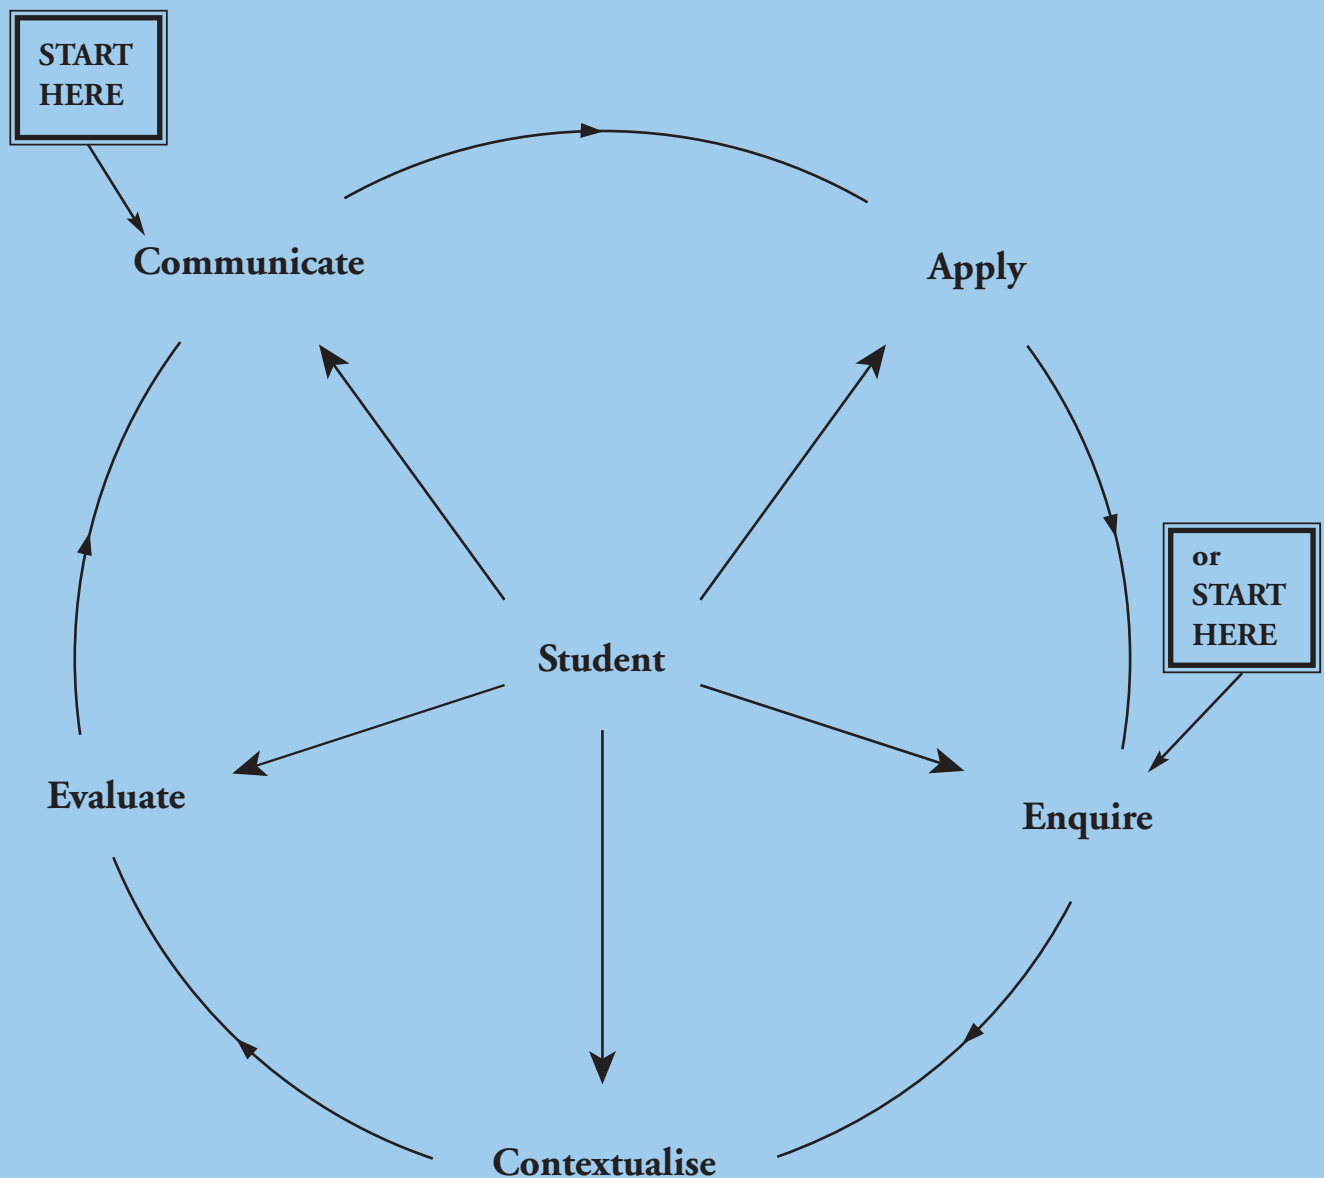 START
HERE
Communicate
Apply
or
START
HERE
Student
Evaluate
Enquire
Contextualise